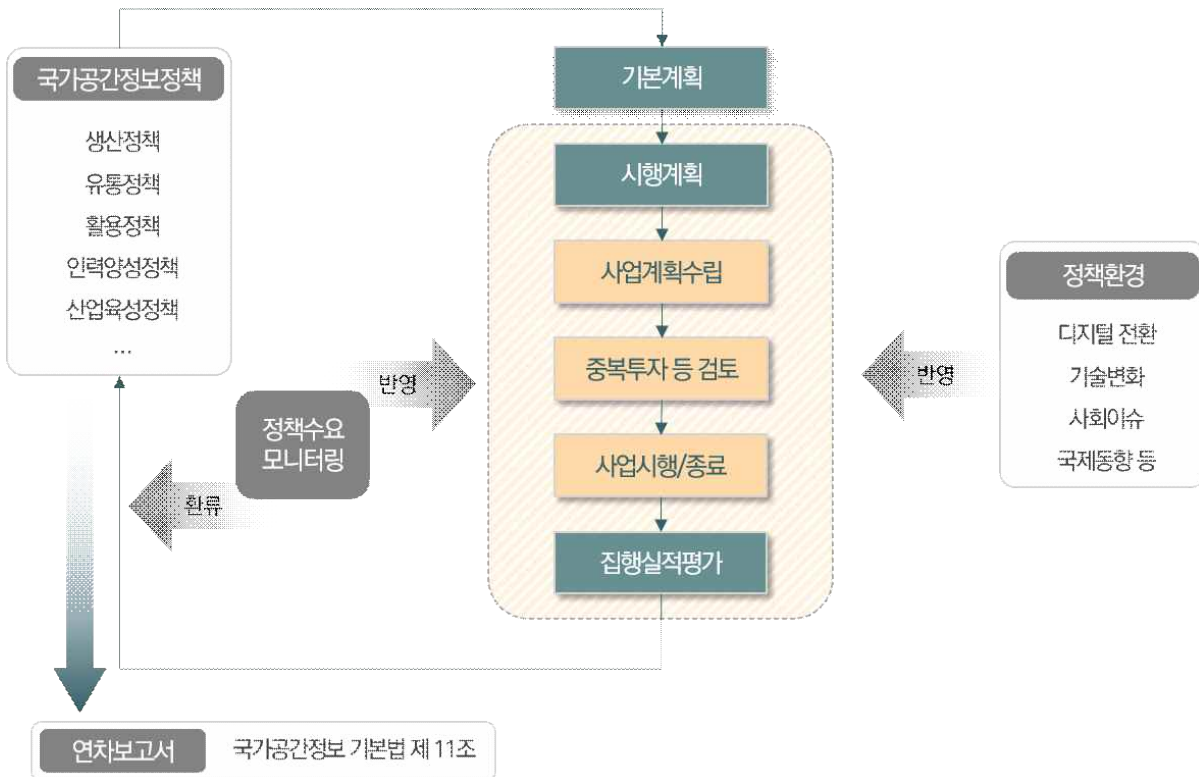 국가공간정보정책
생산정책
유통정책
활용정책
인력양성정책
산업육성정책
...
기본계획
시행계획
사업계획수립
중복투자 등 검토
사업시행/종료
집행실적평가
정책환경
디지털 전환
기술변화
사회이슈
국제동향 등
반영
반영
정책수요
모니터링
환류
연차보고서
국가공간정보 기본법 제 11조